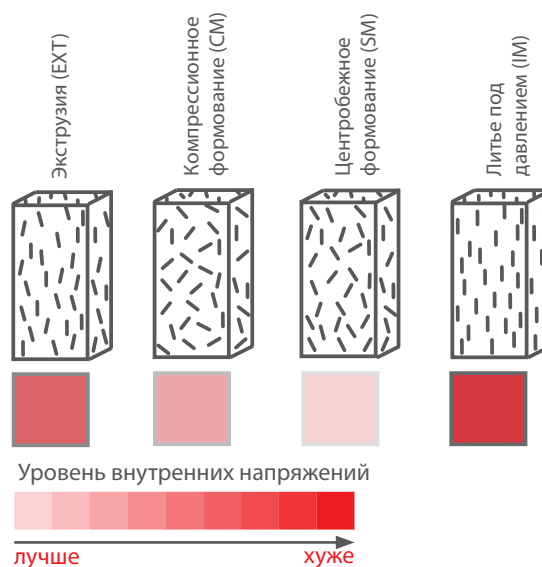 Экструзия (EXT)
Компрессионное
формование (CM)
Центробежное
формование (SM)
Литье под
давлением (IM)
Уровень внутренних напряжений
лучше
хуже